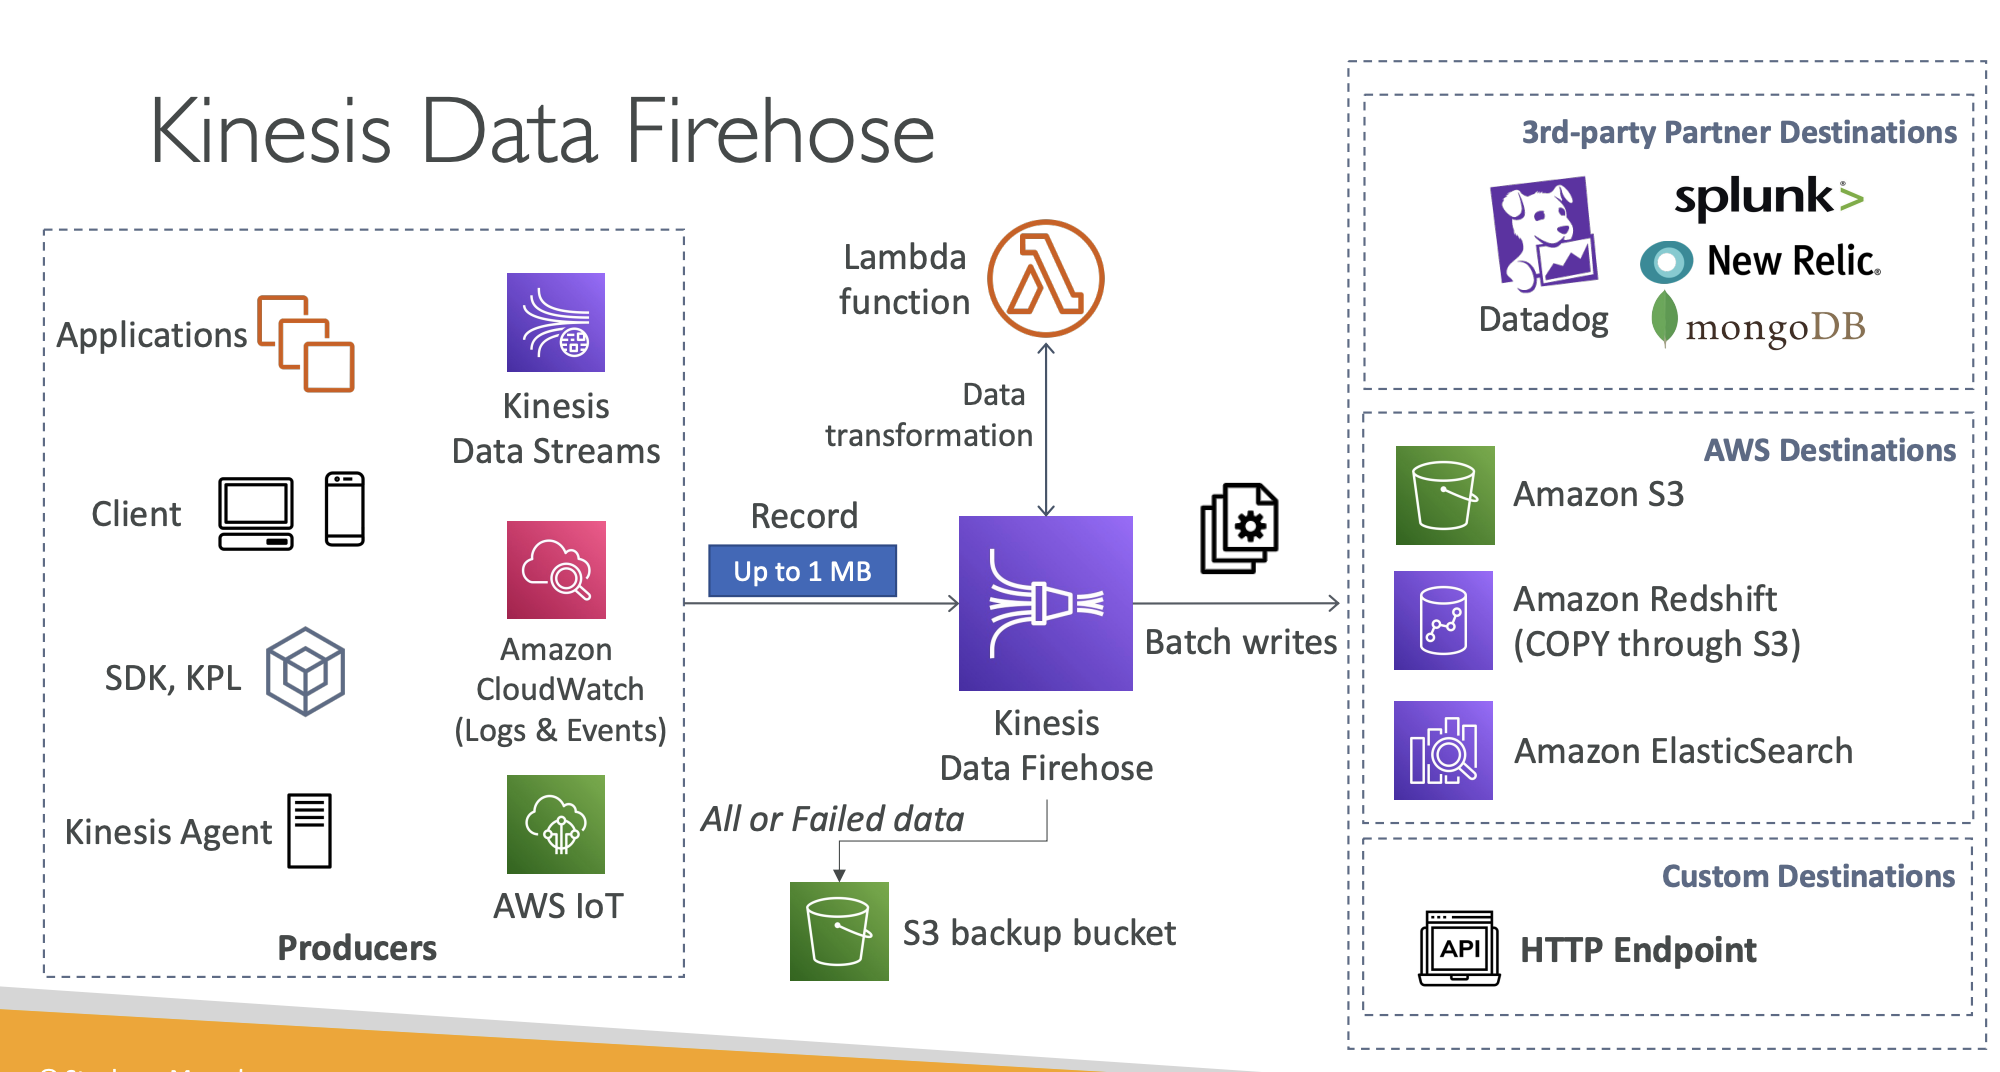 Kinesis Data Firehose
Applications
Client
SDK, KPL
Kinesis Agent
Kinesis
Data Streams
Amazon
CloudWatch
(Logs & Events)
AWS IoT
Producers
Record
Up to 1 MB
Lambda
function
Data
transformation
Kinesis
Data Firehose
All or Failed data
S3 backup bucket
Batch writes
3rd-party Partner Destinations
Datadog
splunk>
New Relic
mongoDB
AWS Destinations
Amazon S3
Amazon Redshift
(COPY through S3)
Amazon ElasticSearch
Custom Destinations
API
HTTP Endpoint